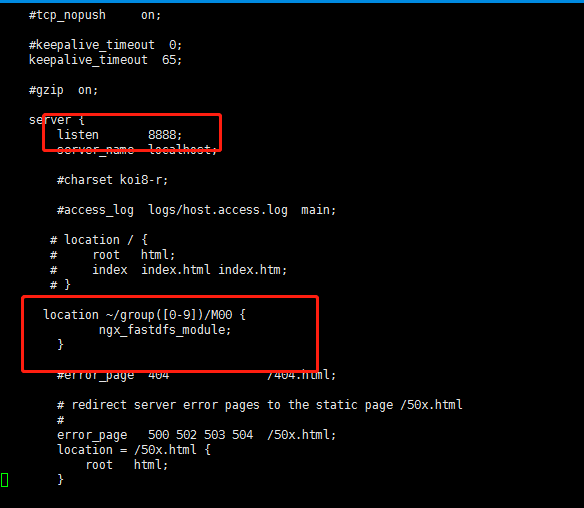 #tcp_nopush     on;
#keepalive_timeout  0;
keepalive_timeout  65;
#gzip  on;
server {
listen       8888;
server_name  localhost;
#charset koi8-r;
#access_log  logs/host.access.log  main;
# location / {
#     root   html;
#     index  index.html index.htm;
# }
location ~/group([0-9])/M00 {
ngx_fastdfs_module;
}
#error_page  404              /404.html;
# redirect server error pages to the static page /50x.html
#
error_page   500 502 503 504  /50x.html;
location = /50x.html {
root   html;
}